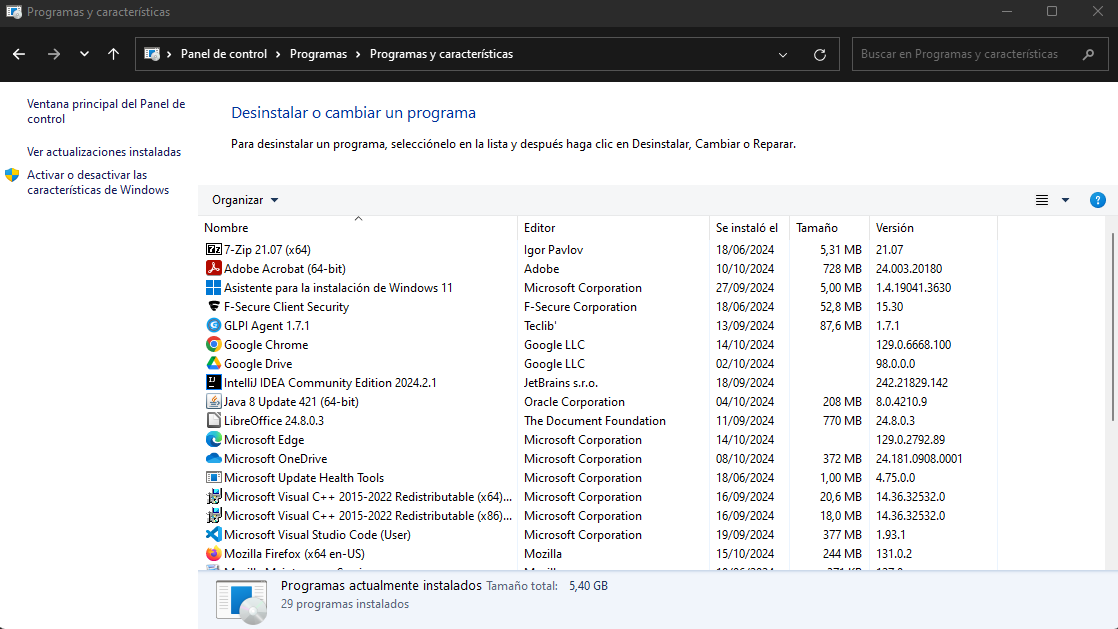 Programas y características
Panel de control > Programas > Programas y características
Buscar en Programas y características
Ventana principal del Panel de
control
Ver actualizaciones instaladas
Activar o desactivar las
características de Windows
Desinstalar o cambiar un programa
Para desinstalar un programa, selecciónelo en la lista y después haga clic en Desinstalar, Cambiar o Reparar.
Organizar
?
Nombre Editor Se instaló el Tamaño Versión
7-Zip 21.07 (x64) Igor Pavlov 18/06/2024 5,31 MB 21.07
Adobe Acrobat (64-bit) Adobe 10/10/2024 728 MB 24.003.20180
Asistente para la instalación de Windows 11 Microsoft Corporation 27/09/2024 5,00 MB 1.4.19041.3630
F-Secure Client Security F-Secure Corporation 18/06/2024 52,8 MB 15.30
GLPI Agent 1.7.1 Teclib' 13/09/2024 87,6 MB 1.7.1
Google Chrome Google LLC 14/10/2024 129.0.6668.100
Google Drive Google LLC 02/10/2024 98.0.0.0
IntelliJ IDEA Community Edition 2024.2.1 JetBrains s.r.o. 18/09/2024 242.21829.142
Java 8 Update 421 (64-bit) Oracle Corporation 04/10/2024 208 MB 8.0.4210.9
LibreOffice 24.8.0.3 The Document Foundation 11/09/2024 770 MB 24.8.0.3
Microsoft Edge Microsoft Corporation 14/10/2024 129.0.2792.89
Microsoft OneDrive Microsoft Corporation 08/10/2024 372 MB 24.181.0908.0001
Microsoft Update Health Tools Microsoft Corporation 18/06/2024 1,00 MB 4.75.0.0
Microsoft Visual C++ 2015-2022 Redistributable (x64)... Microsoft Corporation 16/09/2024 20,6 MB 14.36.32532.0
Microsoft Visual C++ 2015-2022 Redistributable (x86)... Microsoft Corporation 16/09/2024 18,0 MB 14.36.32532.0
Microsoft Visual Studio Code (User) Microsoft Corporation 19/09/2024 377 MB 1.93.1
Mozilla Firefox (x64 en-US) Mozilla 15/10/2024 244 MB 131.0.2
Programas actualmente instalados Tamaño total: 5,40 GB
29 programas instalados